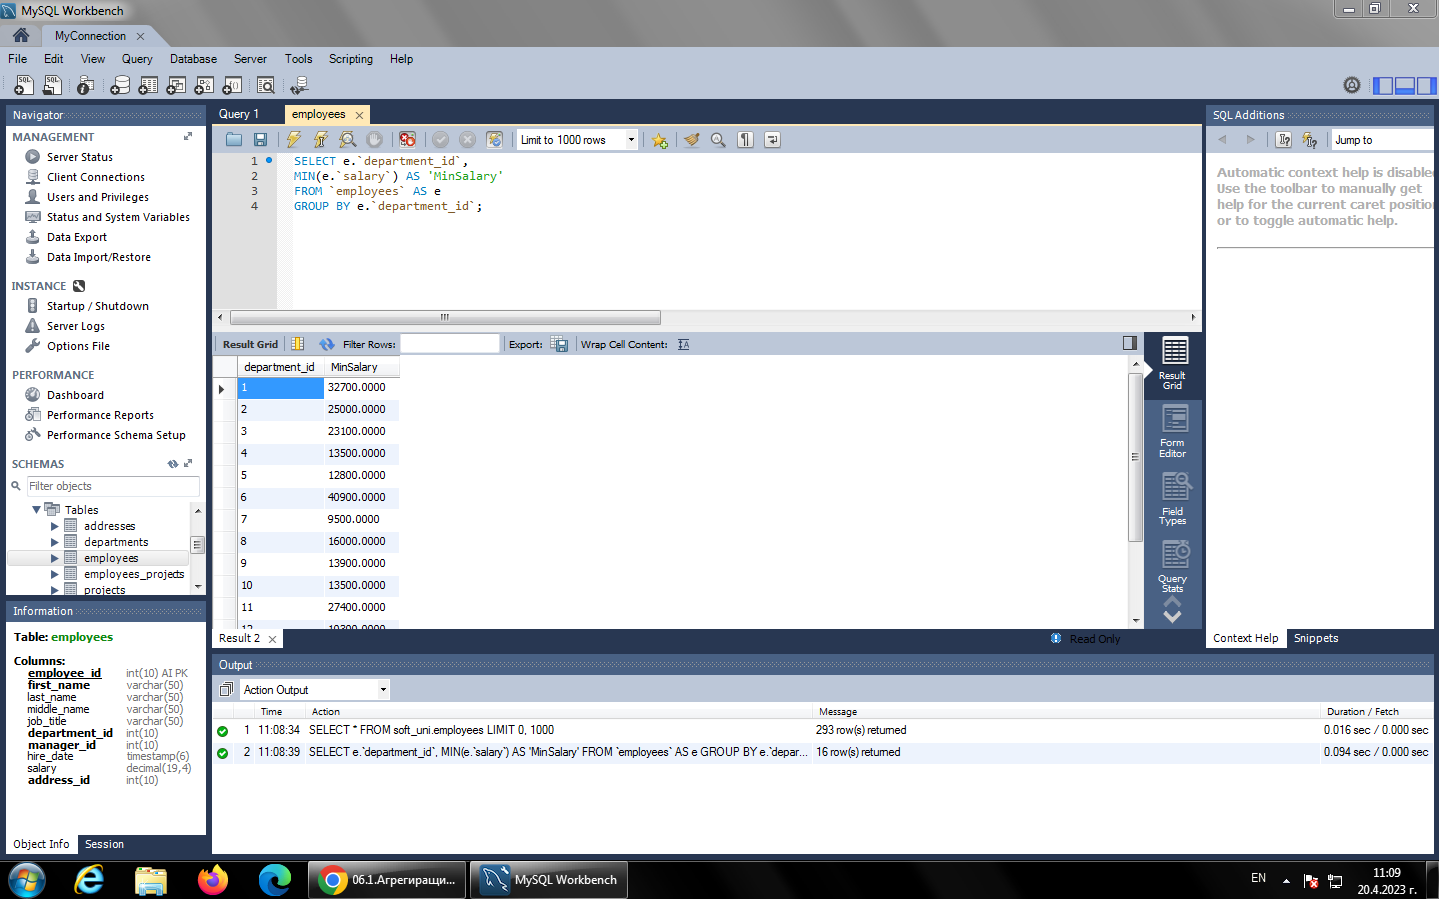 MySQL Workbench
MyConnection
File Edit View Query Database Server Tools Scripting Help
Navigator
MANAGEMENT
Server Status
Client Connections
Users and Privileges
Status and System Variables
Data Export
Data Import/Restore
INSTANCE
Startup / Shutdown
Server Logs
Options File
PERFORMANCE
Dashboard
Performance Reports
Performance Schema Setup
SCHEMAS
Filter objects
Tables
addresses
departments
employees
employees_projects
projects
Information
Table: employees
Columns:
employee_id int(10) AI PK
first_name varchar(50)
last_name varchar(50)
middle_name varchar(50)
job_title varchar(50)
department_id int(10)
manager_id int(10)
hire_date timestamp(6)
salary decimal(19,4)
address_id int(10)
Object Info Session
Query 1 employees
Limit to 1000 rows
1 SELECT e.`department_id`,
2 MIN(e.`salary`) AS 'MinSalary'
3 FROM `employees` AS e
4 GROUP BY e.`department_id`;
Result Grid Filter Rows: Export: Wrap Cell Content:
department_id MinSalary
1 32700.0000
2 25000.0000
3 23100.0000
4 13500.0000
5 12800.0000
6 40900.0000
7 9500.0000
8 16000.0000
9 13900.0000
10 13500.0000
11 27400.0000
Result Grid
Form Editor
Field Types
Query Stats
Result 2
Read Only
SQL Additions
Jump to
Automatic context help is disable
Use the toolbar to manually get
help for the current caret position
or to toggle automatic help.
Context Help Snippets
Output
Action Output
Time Action Message Duration / Fetch
1 11:08:34 SELECT * FROM soft_uni.employees LIMIT 0, 1000 293 row(s) returned 0.016 sec / 0.000 sec
2 11:08:39 SELECT e.`department_id`, MIN(e.`salary`) AS 'MinSalary' FROM `employees` AS e GROUP BY e.`depar... 16 row(s) returned 0.094 sec / 0.000 sec
06.1.Агрегиращи...
MySQL Workbench
EN
11:09
20.4.2023 г.